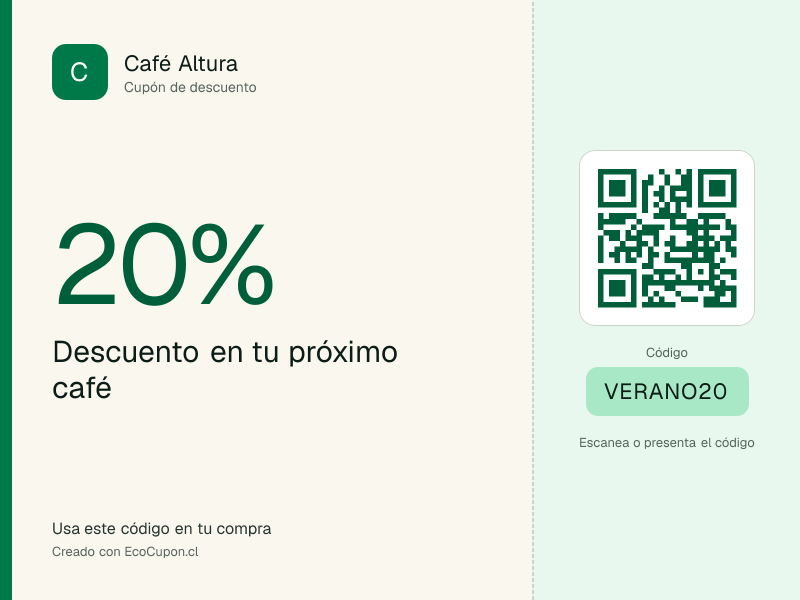 C
Café Altura
Cupón de descuento
20%
Descuento en tu próximo
café
Usa este código en tu compra
Creado con EcoCupon.cl
Código
VERANO20
Escanea o presenta el código